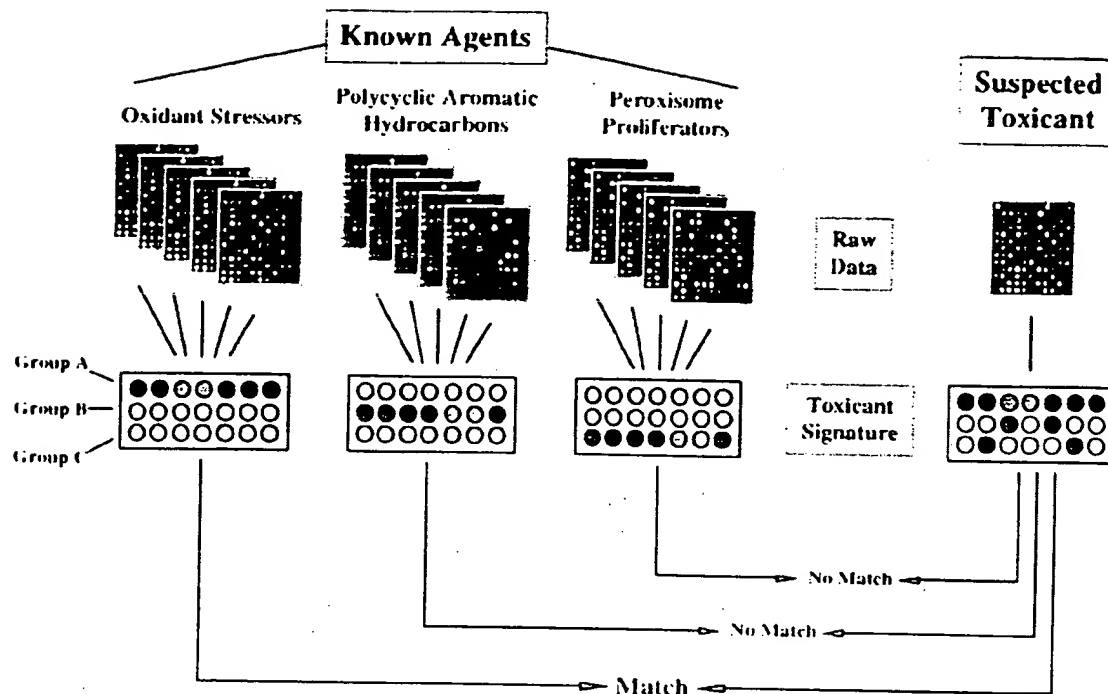 Known Agents
Suspected
Toxicant
Oxidant Stressors
Polycyclic Aromatic
Hydrocarbons
Peroxisome
Proliferators
Raw
Data
Group A
Group B
Group C
Toxicant
Signature
No Match
No Match
Match